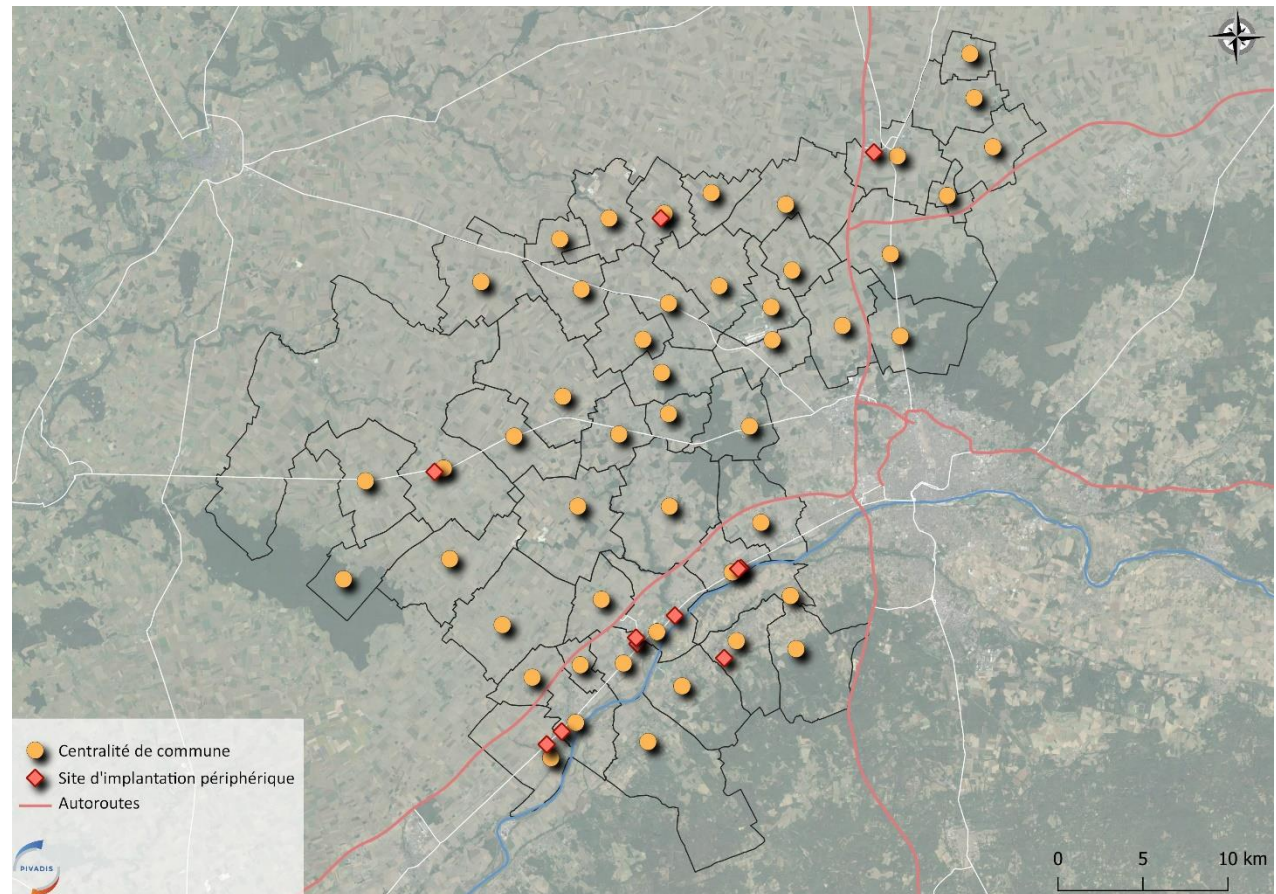 Centralité de commune
Site d'implantation périphérique
Autoroutes
PIVADIS
0 5 10 km